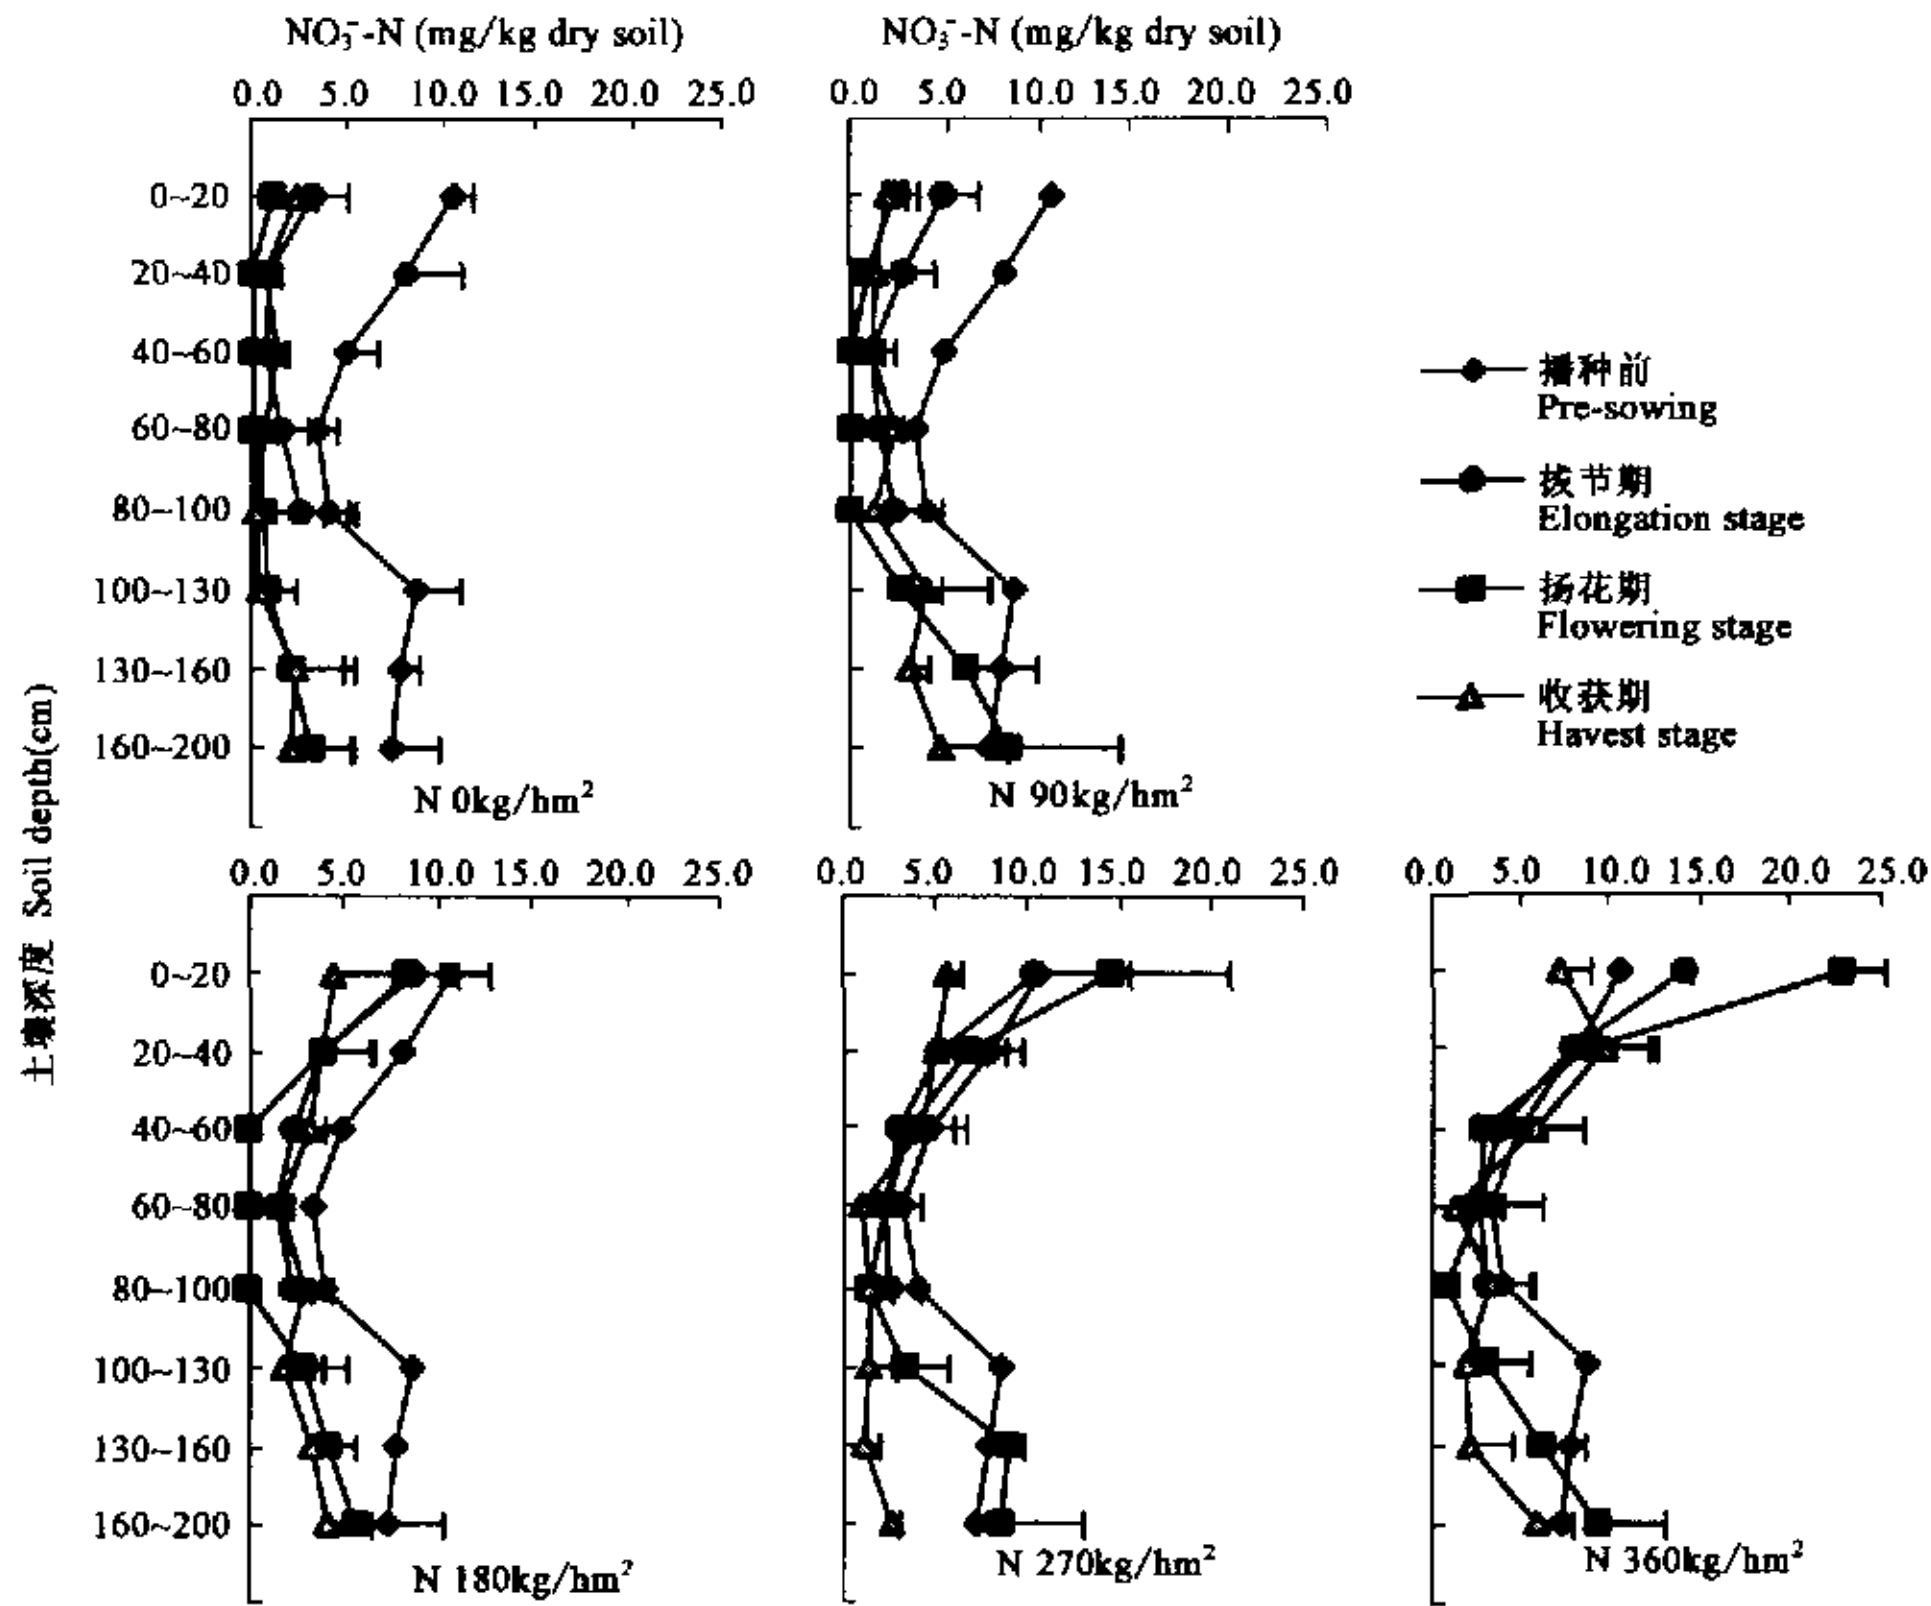 NO₃⁻-N (mg/kg dry soil)
0.0 5.0 10.0 15.0 20.0 25.0
0~20
20~40
40~60
60~80
80~100
100~130
130~160
160~200
N 0kg/hm²
NO₃⁻-N (mg/kg dry soil)
0.0 5.0 10.0 15.0 20.0 25.0
N 90kg/hm²
播种前
Pre-sowing
拔节期
Elongation stage
扬花期
Flowering stage
收获期
Havest stage
土壤深度 Soil depth(cm)
0.0 5.0 10.0 15.0 20.0 25.0
0~20
20~40
40~60
60~80
80~100
100~130
130~160
160~200
N 180kg/hm²
0.0 5.0 10.0 15.0 20.0 25.0
N 270kg/hm²
0.0 5.0 10.0 15.0 20.0 25.0
N 360kg/hm²